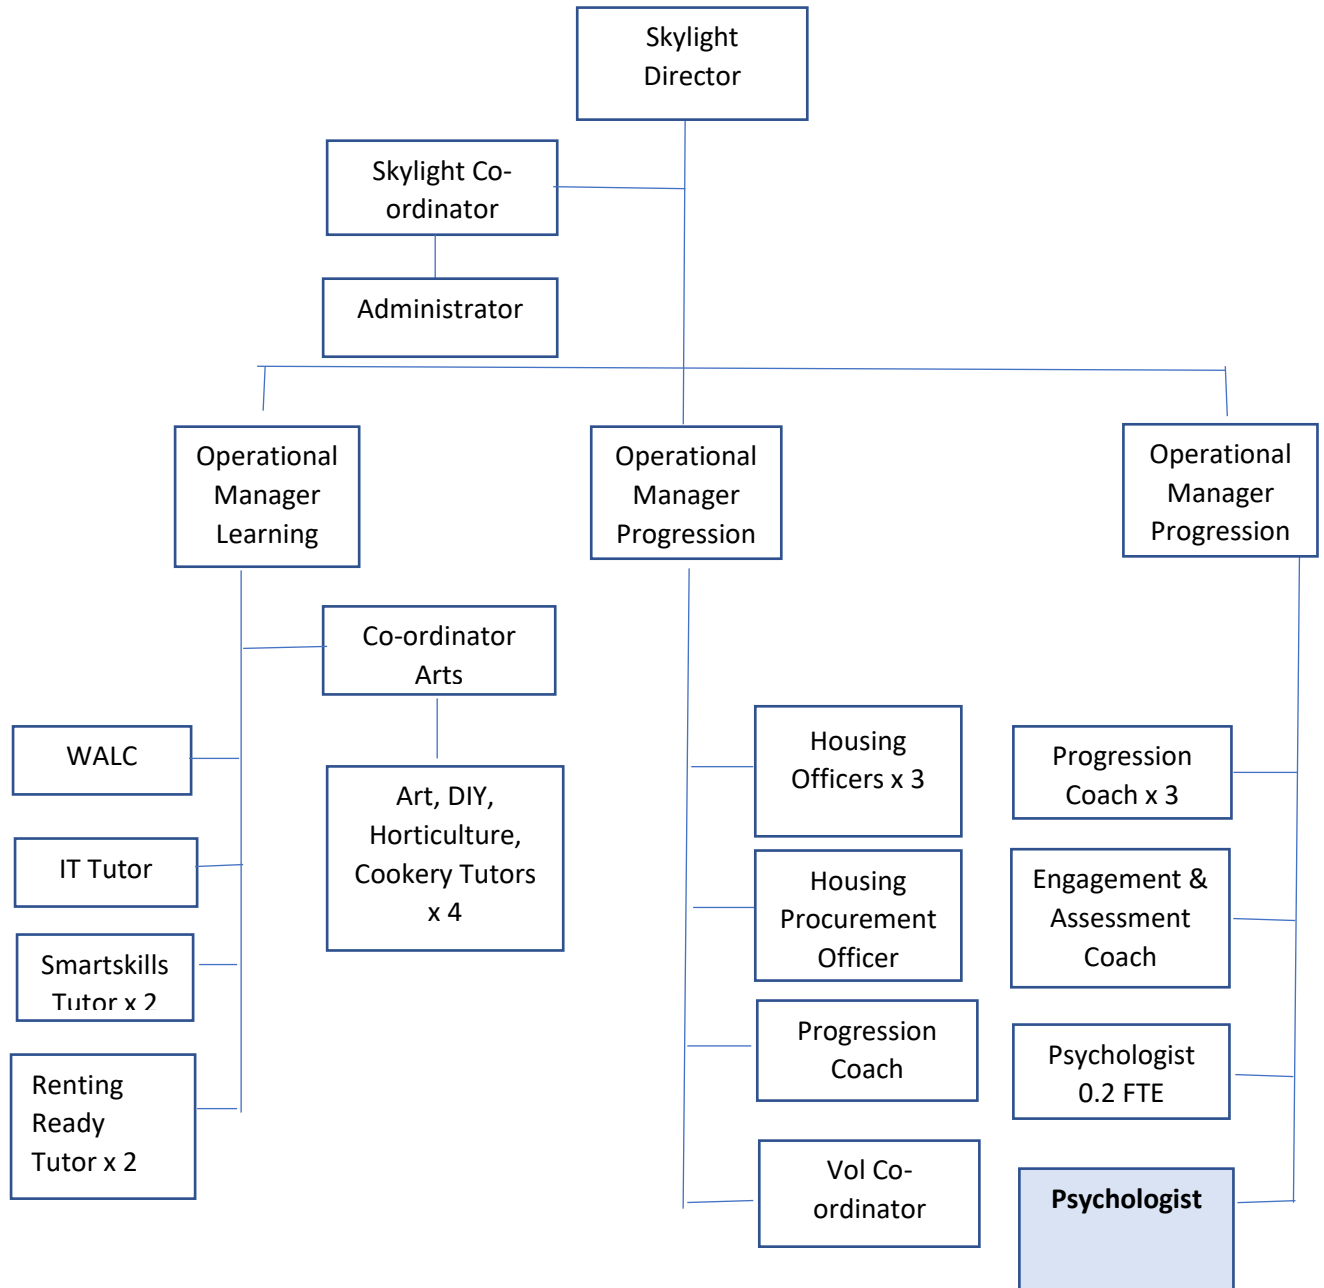 Skylight
Director
Skylight Co-
ordinator
Administrator
Operational
Manager
Learning
Operational
Manager
Progression
Operational
Manager
Progression
Co-ordinator
Arts
WALC
Art, DIY,
Horticulture,
Cookery Tutors
x 4
IT Tutor
Smartskills
Tutor x 2
Renting
Ready
Tutor x 2
Housing
Officers x 3
Housing
Procurement
Officer
Progression
Coach
Vol Co-
ordinator
Progression
Coach x 3
Engagement &
Assessment
Coach
Psychologist
0.2 FTE
Psychologist